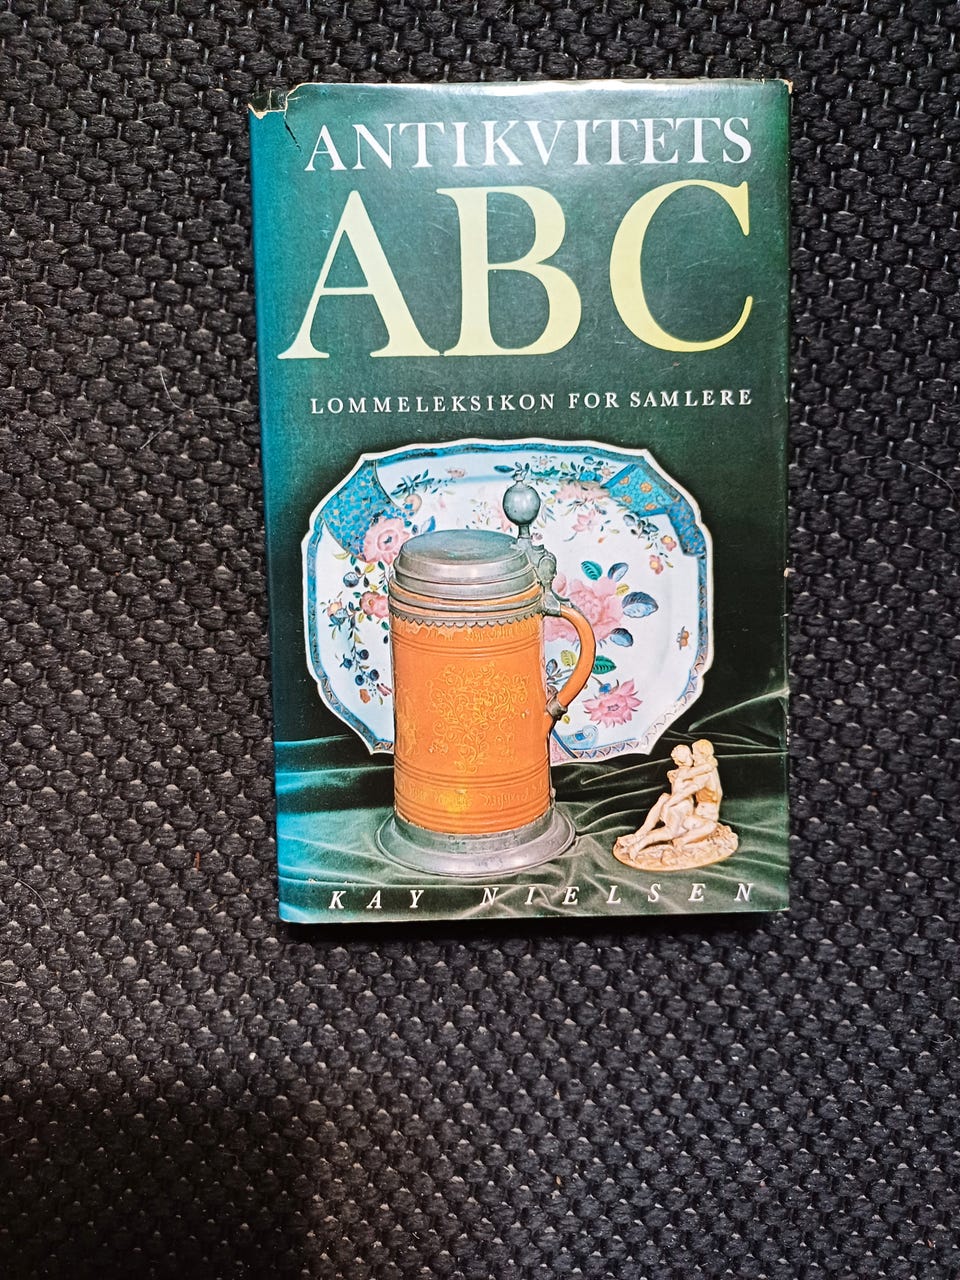 ANTIKVITETS
ABC
LOMMELEKSIKON FOR SAMLERE
KAY NIELSEN